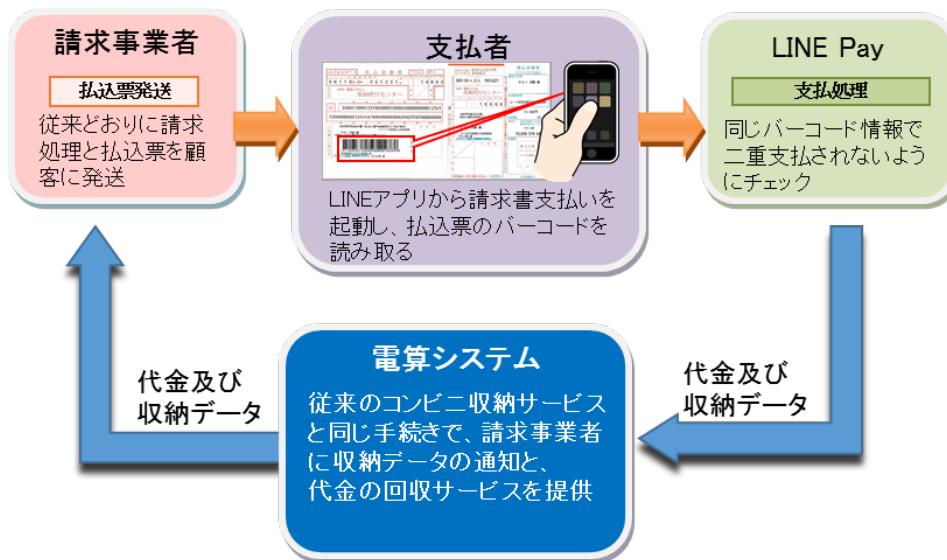 請求事業者
払込票発送
従来どおりに請求
処理と払込票を顧
客に発送
支払者
収納代行センター
LINEアプリから請求書支払いを
起動し、払込票のバーコードを
読み取る
LINE Pay
支払処理
同じバーコード情報で
二重支払されないよう
にチェック
代金及び
収納データ
電算システム
従来のコンビニ収納サービス
と同じ手続きで、請求事業者
に収納データの通知と、
代金の回収サービスを提供
代金及び
収納データ